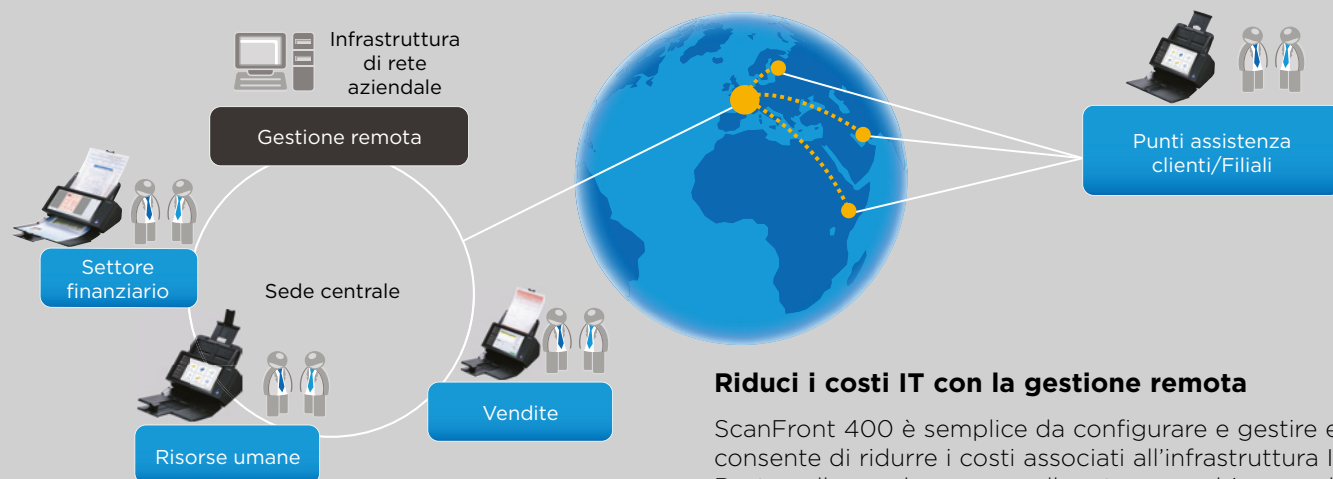 Infrastruttura
di rete
aziendale
Gestione remota
Settore
finanziario
Sede centrale
Risorse umane
Vendite
Punti assistenza
clienti/Filiali
Riduci i costi IT con la gestione remota
ScanFront 400 è semplice da configurare e gestire e
consente di ridurre i costi associati all'infrastruttura